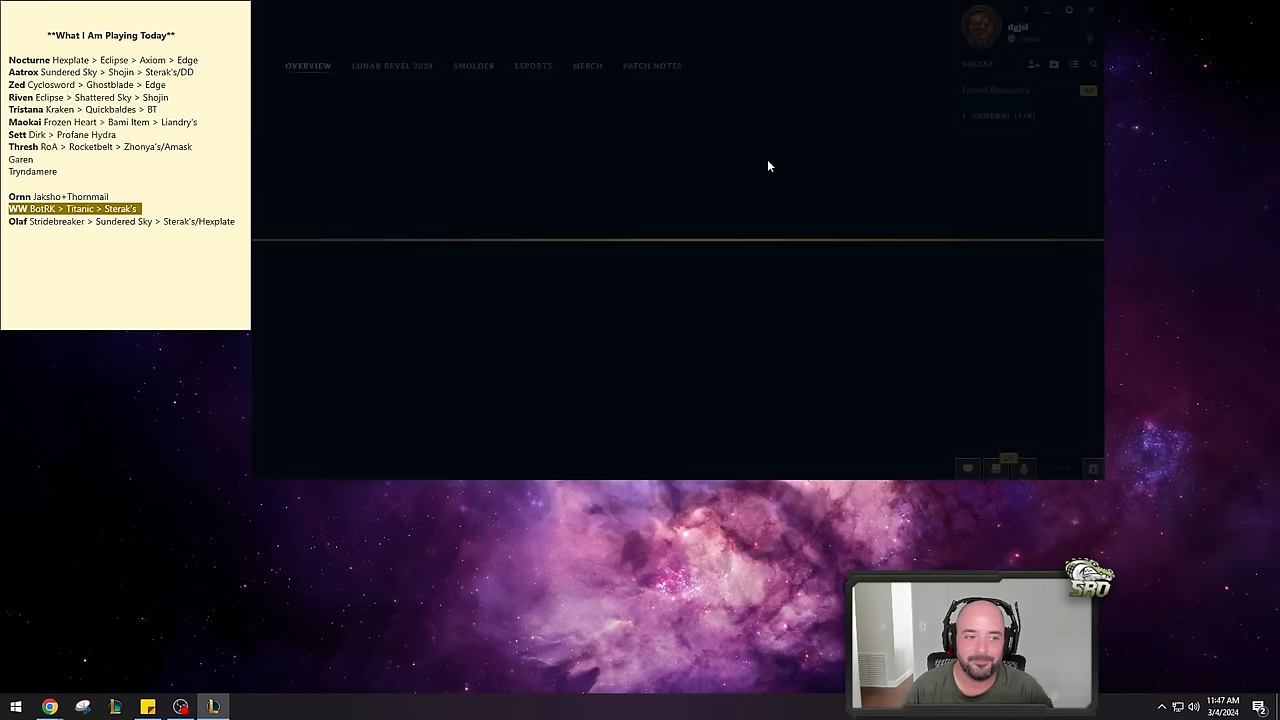 **What I Am Playing Today**
Nocturne Hexplate > Eclipse > Axiom > Edge
Aatrox Sundered Sky > Shojin > Sterak's/DD
Zed Cyclosword > Ghostblade > Edge
Riven Eclipse > Shattered Sky > Shojin
Tristana Kraken > Quickbaldes > BT
Maokai Frozen Heart > Bami Item > Liandry's
Sett Dirk > Profane Hydra
Thresh RoA > Rocketbelt > Zhonya's/Amask
Garen
Tryndamere
Ornn Jaksho+Thornmail
WW BotRK > Titanic > Sterak's
Olaf Stridebreaker > Sundered Sky > Sterak's/Hexplate
OVERVIEW LUNAR REVEL 2024 SMOLDER ESPORTS MERCH PATCH NOTES
dgjsl
SOCIAL
Friend Requests
GENERAL (1/4)
SRO
11:47 AM
3/4/2024